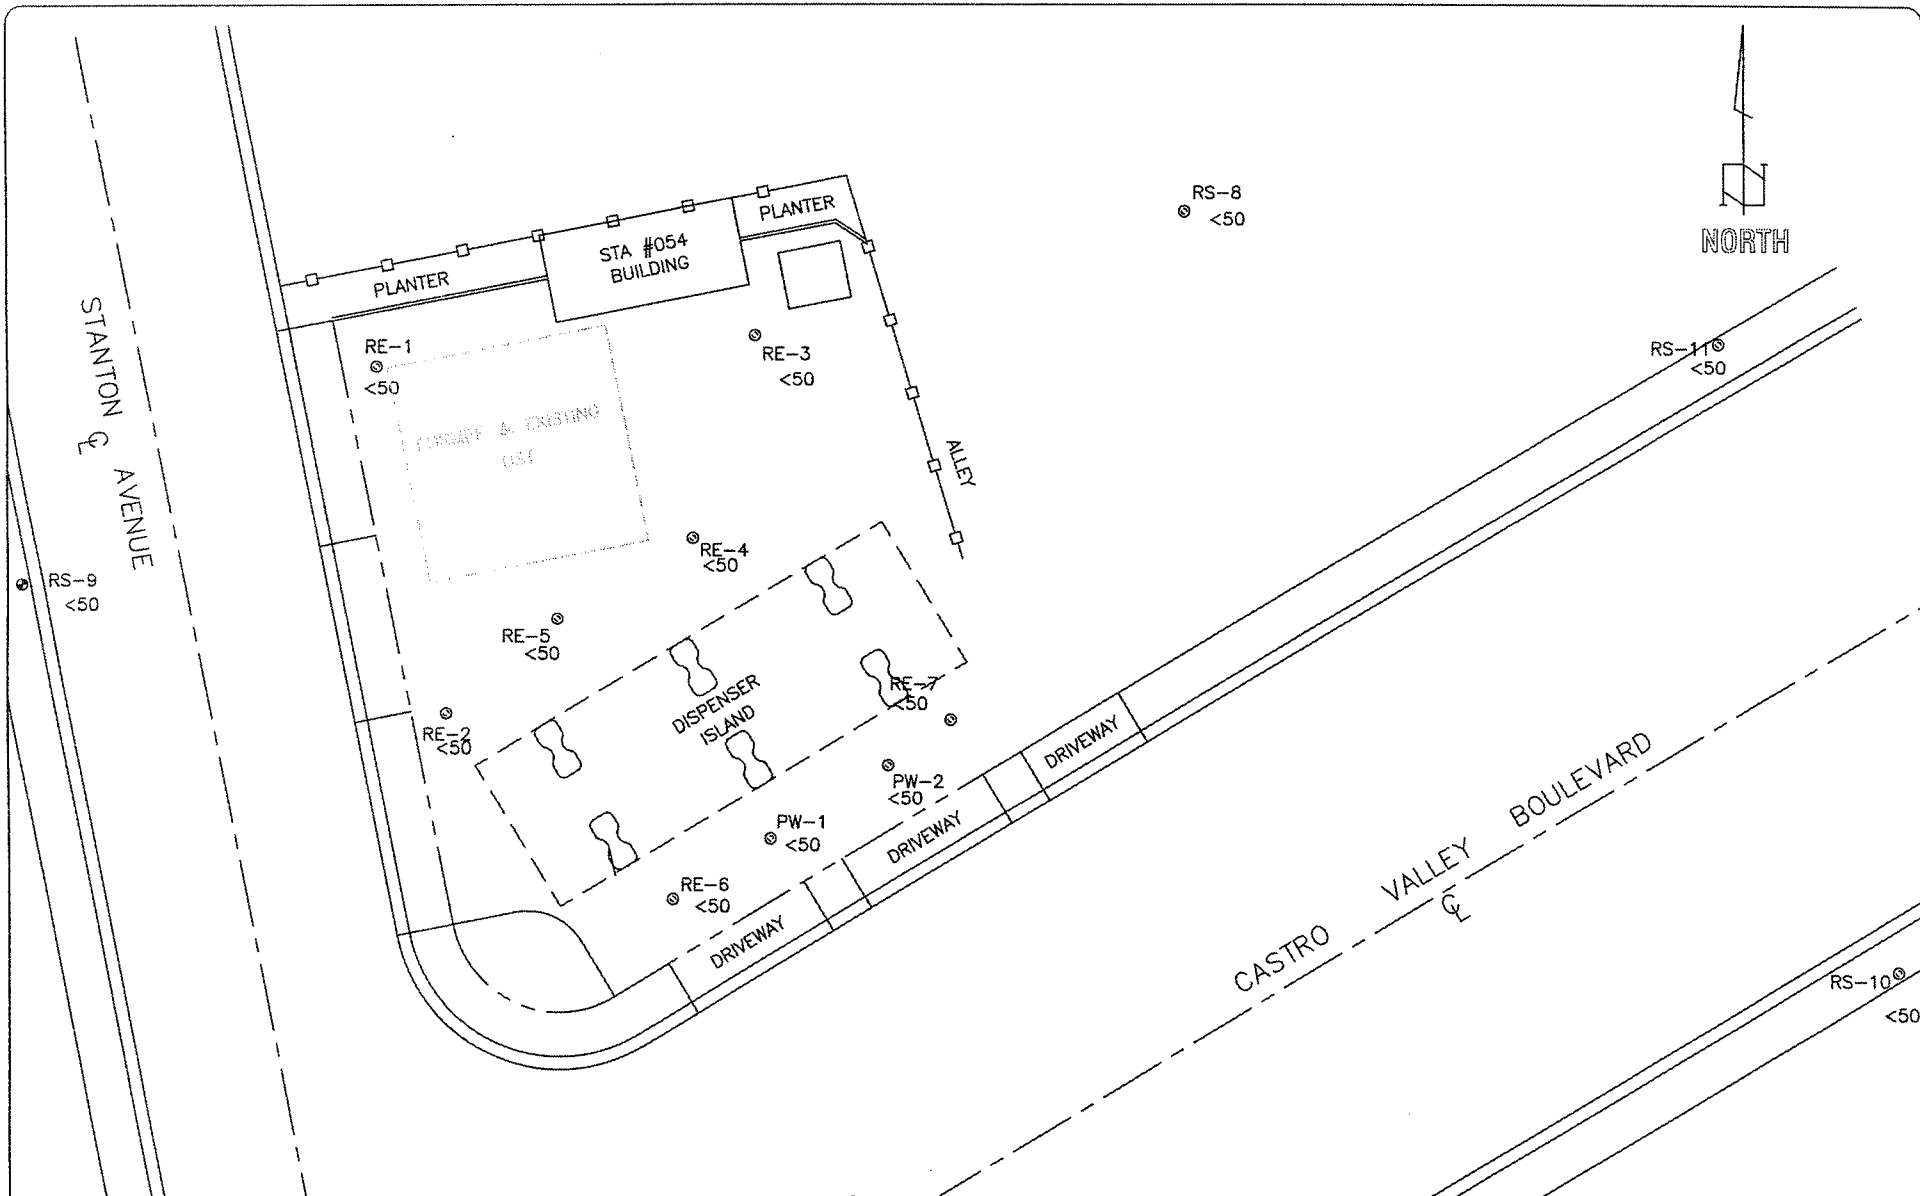 RS-8
<50
NORTH
PLANTER
STA #054
BUILDING
PLANTER
STANTON ℄ AVENUE
RE-1
<50
RE-3
<50
RS-11
<50
& EXISTING
UST
ALLEY
RE-4
<50
RS-9
<50
RE-5
<50
RE-7
<50
DISPENSER
ISLAND
RE-2
<50
DRIVEWAY
PW-2
<50
PW-1
<50
DRIVEWAY
RE-6
<50
DRIVEWAY
CASTRO VALLEY BOULEVARD
℄
RS-10
<50